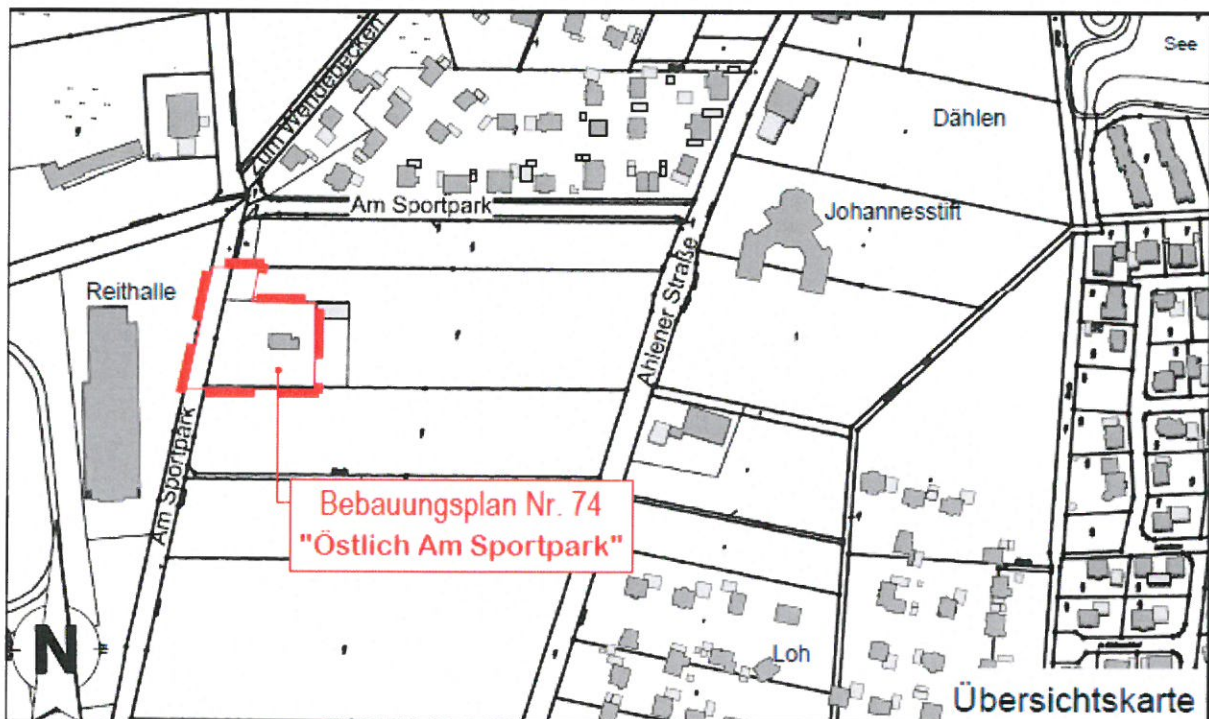 See
Dählen
Zum Wendebecken
Am Sportpark
Johannesstift
Reithalle
Ahlener Straße
Am Sportpark
Bebauungsplan Nr. 74
"Östlich Am Sportpark"
Loh
N
Übersichtskarte